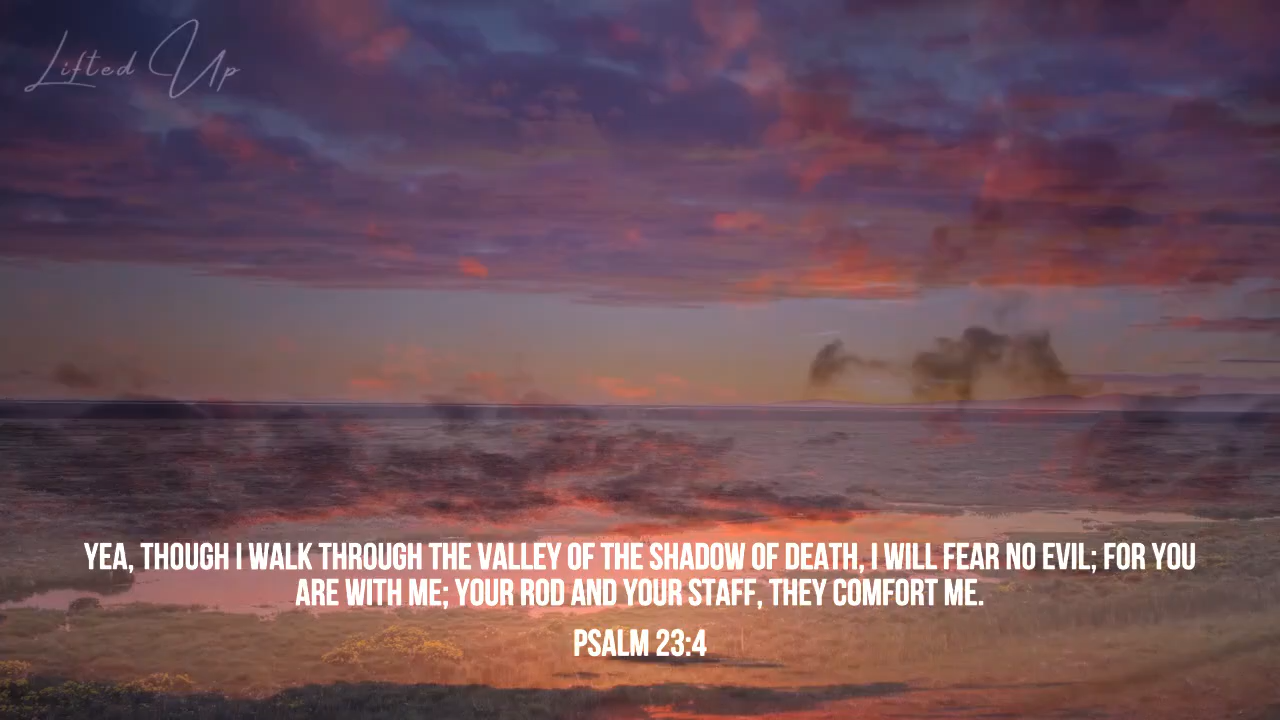 Lifted Up
YEA, THOUGH I WALK THROUGH THE VALLEY OF THE SHADOW OF DEATH, I WILL FEAR NO EVIL; FOR YOU
ARE WITH ME; YOUR ROD AND YOUR STAFF, THEY COMFORT ME.
PSALM 23:4